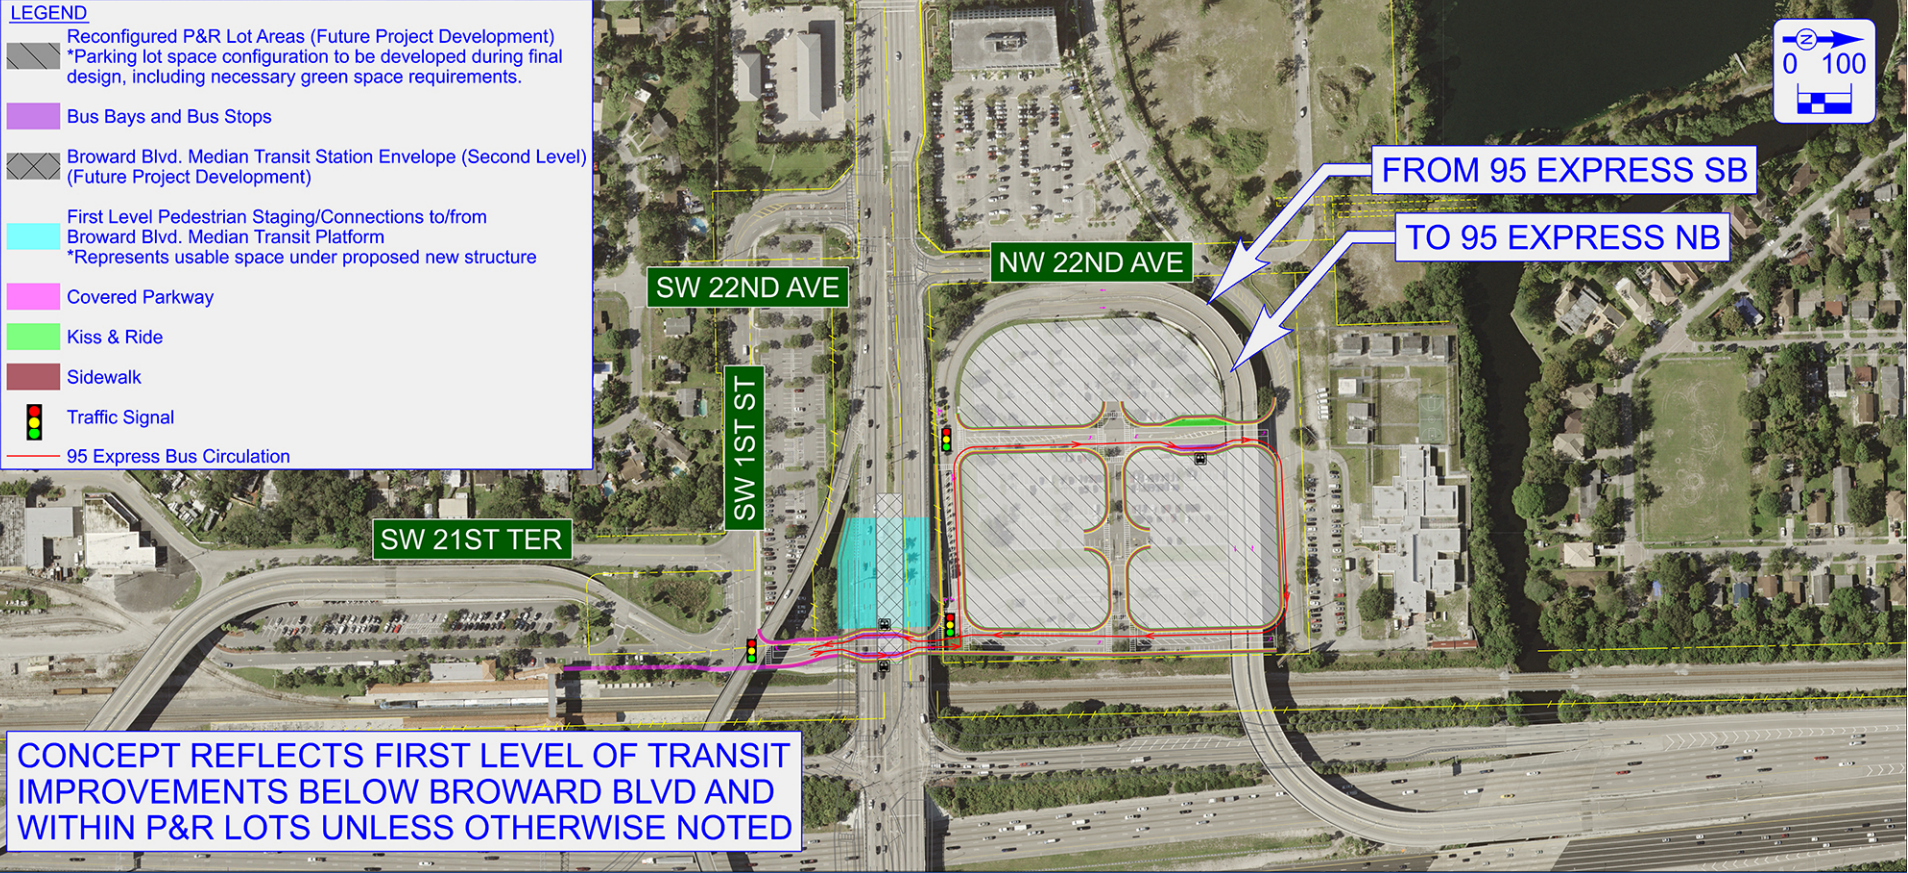 LEGEND
Reconfigured P&R Lot Areas (Future Project Development)
*Parking lot space configuration to be developed during final
design, including necessary green space requirements.
Bus Bays and Bus Stops
Broward Blvd. Median Transit Station Envelope (Second Level)
(Future Project Development)
First Level Pedestrian Staging/Connections to/from
Broward Blvd. Median Transit Platform
*Represents usable space under proposed new structure
Covered Parkway
Kiss & Ride
Sidewalk
Traffic Signal
95 Express Bus Circulation
N
0 100
FROM 95 EXPRESS SB
TO 95 EXPRESS NB
NW 22ND AVE
SW 22ND AVE
SW 1ST ST
SW 21ST TER
CONCEPT REFLECTS FIRST LEVEL OF TRANSIT
IMPROVEMENTS BELOW BROWARD BLVD AND
WITHIN P&R LOTS UNLESS OTHERWISE NOTED